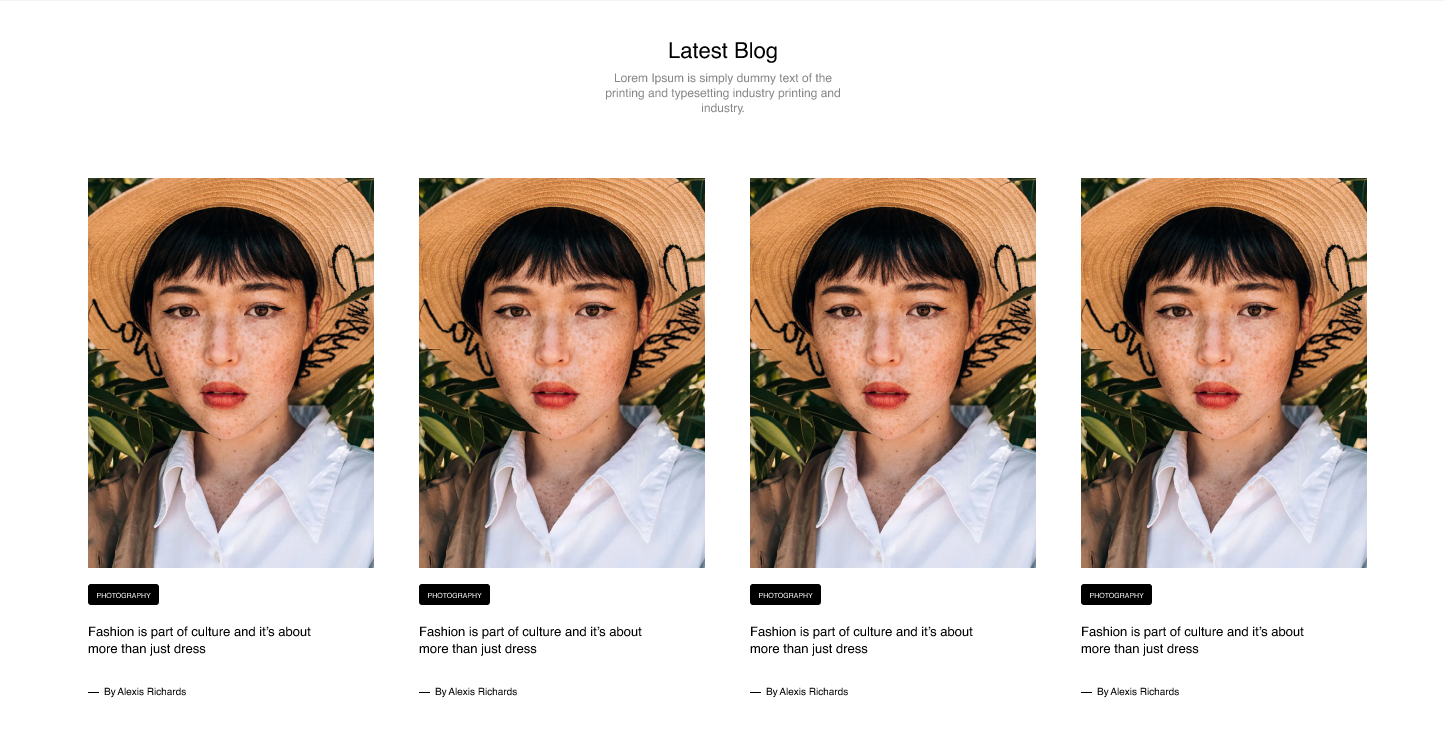 Latest Blog
Lorem Ipsum is simply dummy text of the
printing and typesetting industry printing and
industry.
PHOTOGRAPHY
Fashion is part of culture and it’s about
more than just dress
— By Alexis Richards
PHOTOGRAPHY
Fashion is part of culture and it’s about
more than just dress
— By Alexis Richards
PHOTOGRAPHY
Fashion is part of culture and it’s about
more than just dress
— By Alexis Richards
PHOTOGRAPHY
Fashion is part of culture and it’s about
more than just dress
— By Alexis Richards